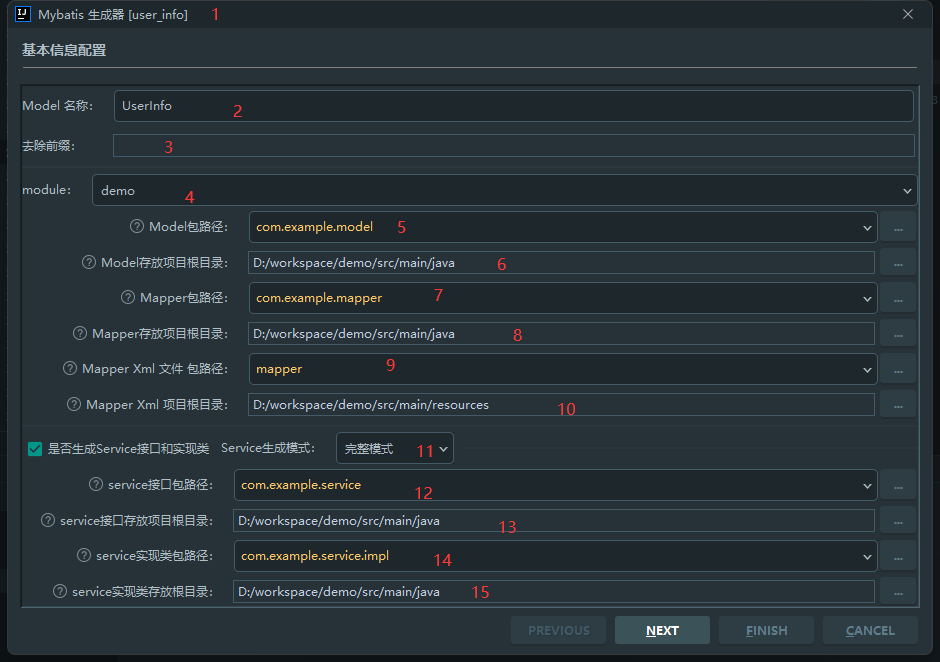 Mybatis 生成器 [user_info] 1
基本信息配置
Model 名称: UserInfo 2
去除前缀: 3
module: demo 4
Model包路径: com.example.model 5 ...
Model存放项目根目录: D:/workspace/demo/src/main/java 6 ...
Mapper包路径: com.example.mapper 7 ...
Mapper存放项目根目录: D:/workspace/demo/src/main/java 8 ...
Mapper Xml 文件 包路径: mapper 9 ...
Mapper Xml 项目根目录: D:/workspace/demo/src/main/resources 10 ...
是否生成Service接口和实现类 Service生成模式: 完整模式 11
service接口包路径: com.example.service 12 ...
service接口存放项目根目录: D:/workspace/demo/src/main/java 13 ...
service实现类包路径: com.example.service.impl 14 ...
service实现类存放根目录: D:/workspace/demo/src/main/java 15 ...
PREVIOUS NEXT FINISH CANCEL